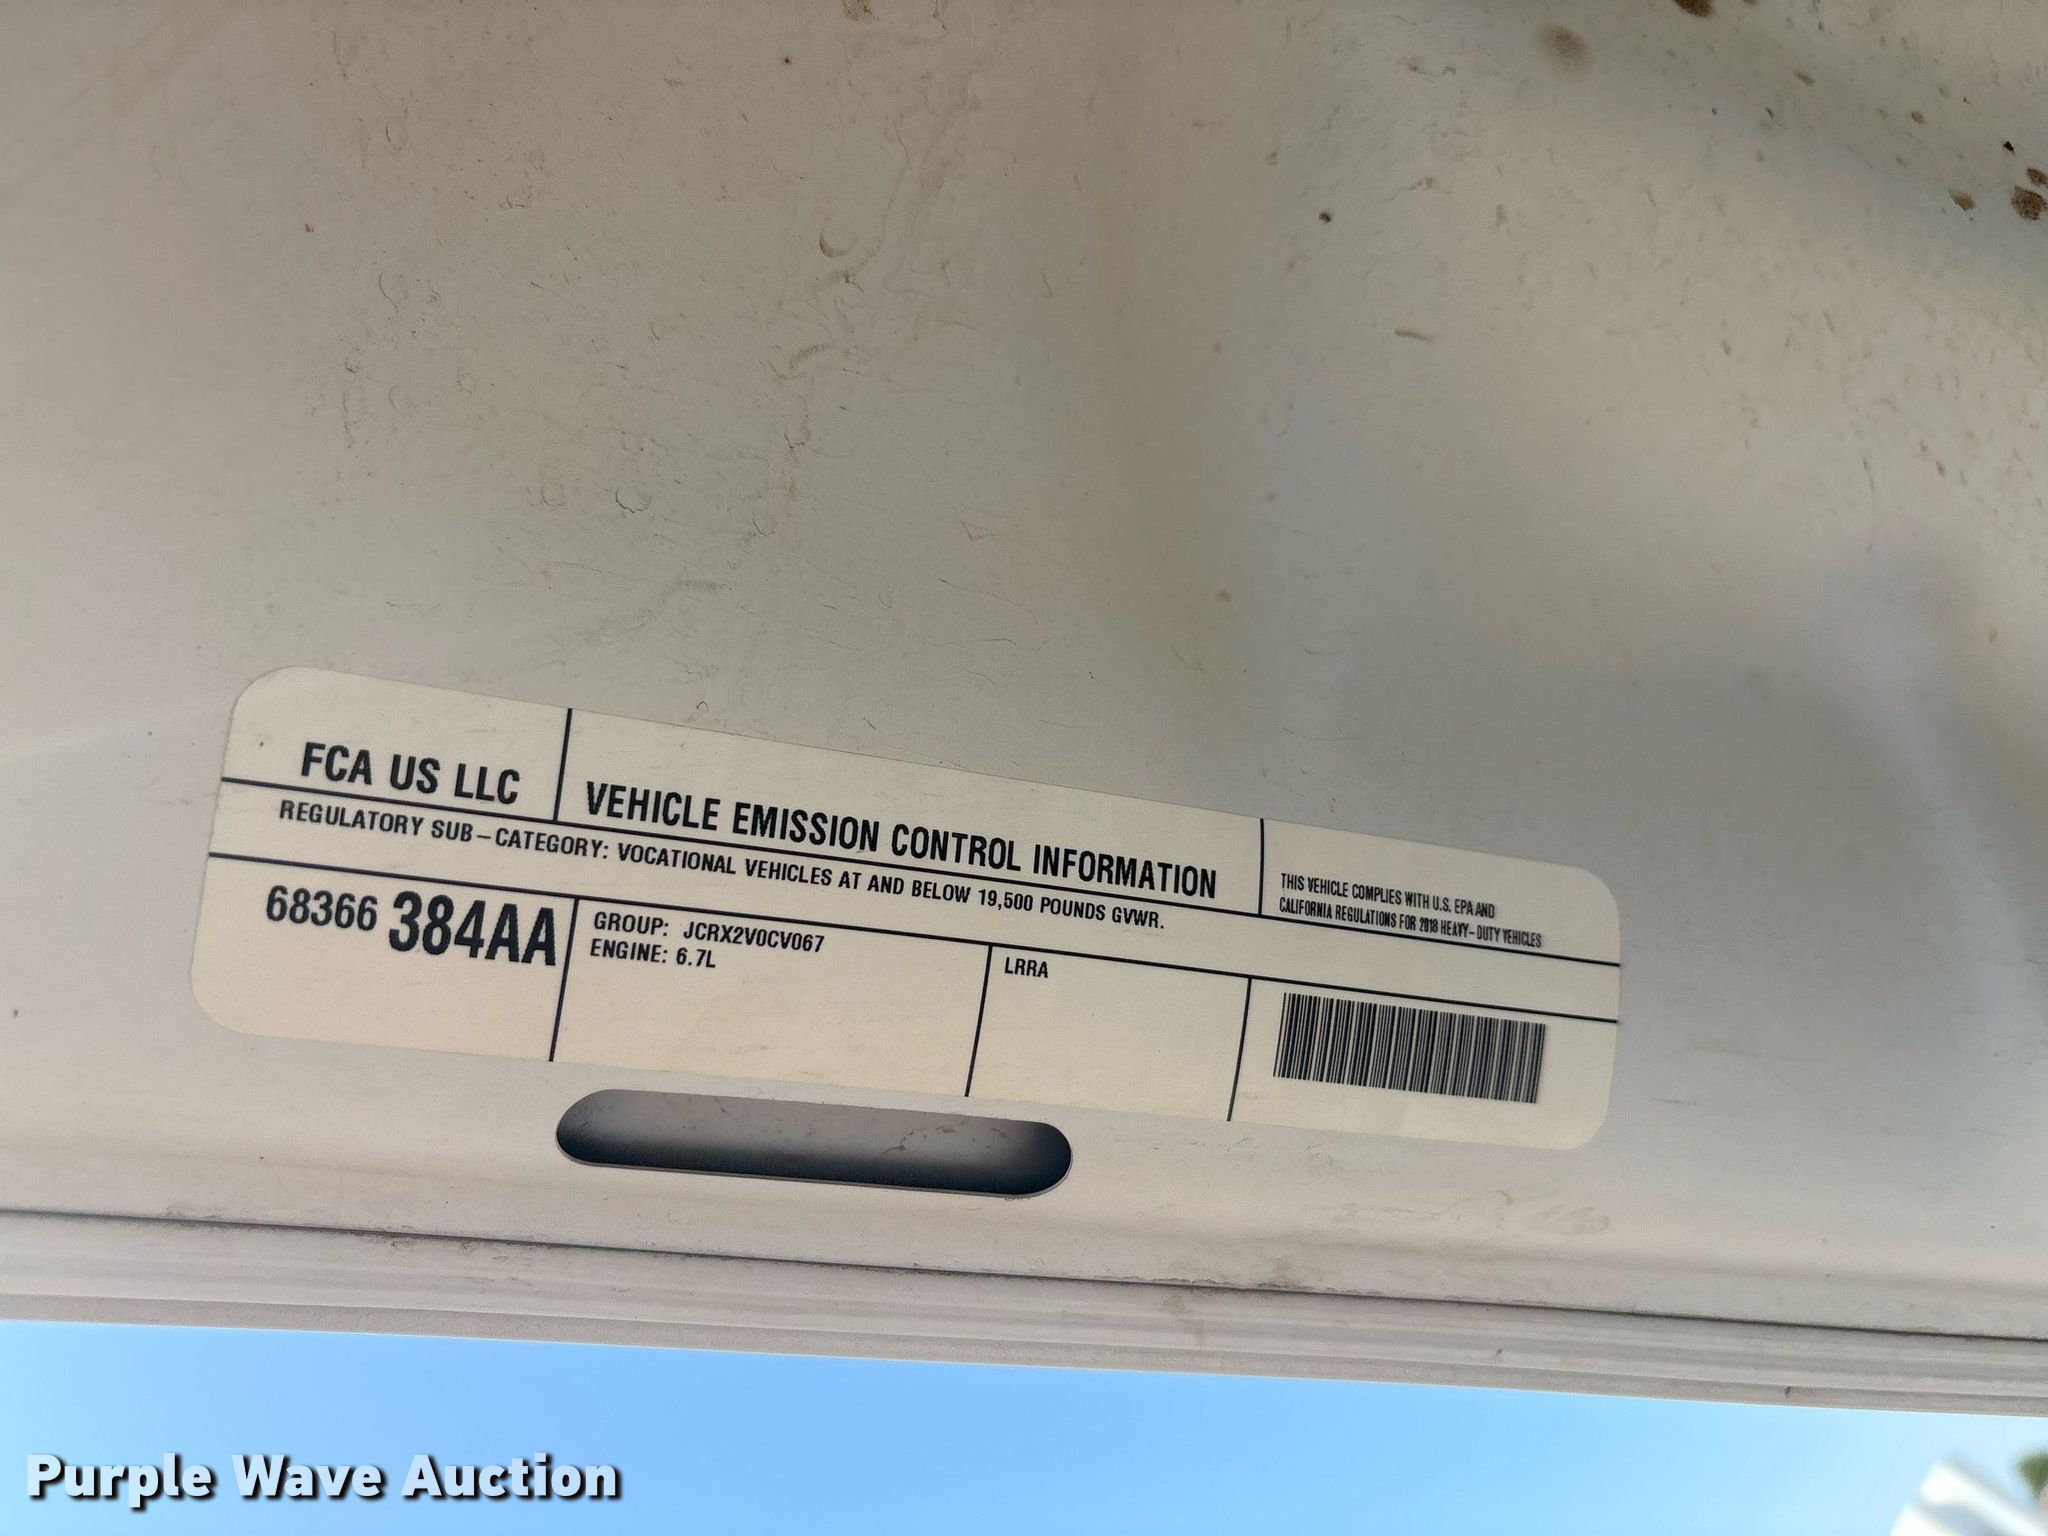 FCA US LLC
VEHICLE EMISSION CONTROL INFORMATION
THIS VEHICLE COMPLIES WITH U.S. EPA AND
CALIFORNIA REGULATIONS FOR 2018 HEAVY-DUTY VEHICLES
REGULATORY SUB-CATEGORY: VOCATIONAL VEHICLES AT AND BELOW 19,500 POUNDS GVWR.
68366 384AA
GROUP: JCRX2V0CV067
ENGINE: 6.7L
LRRA
Purple Wave Auction